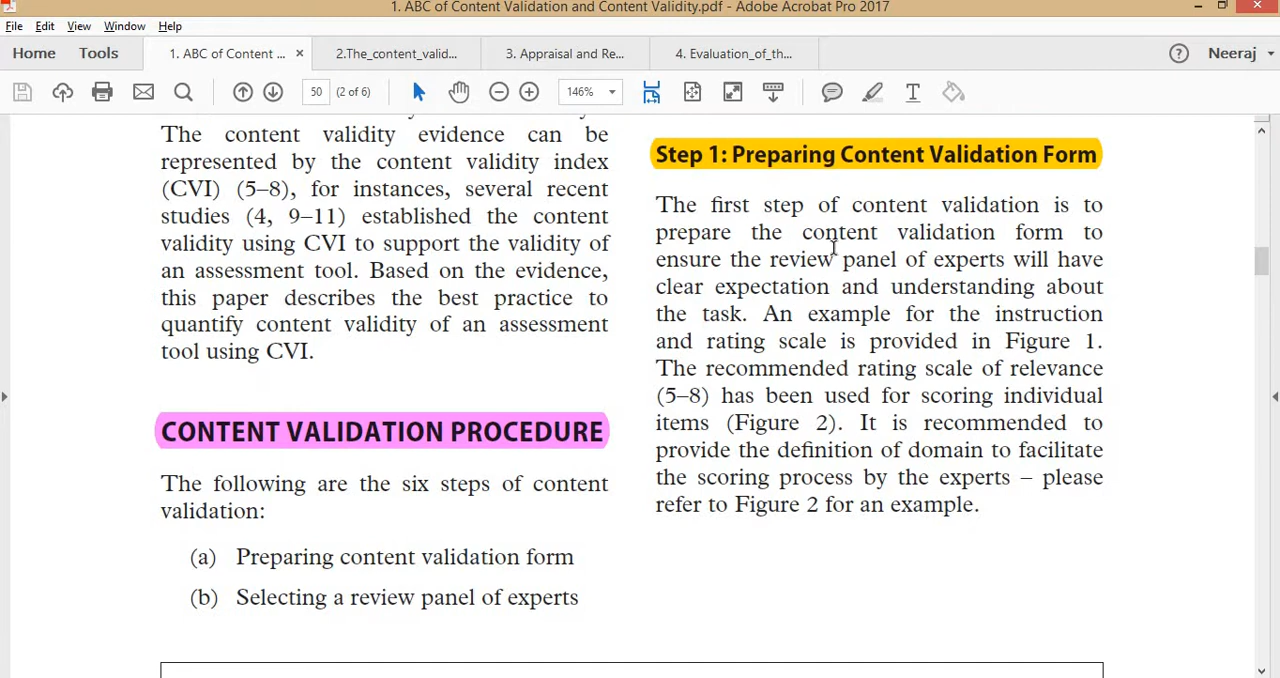 1. ABC of Content Validation and Content Validity.pdf - Adobe Acrobat Pro 2017
File Edit View Window Help
Home Tools 1. ABC of Content ... × 2.The_content_valid... 3. Appraisal and Re... 4. Evaluation_of_th... Neeraj
50 (2 of 6) 146%
The content validity evidence can be
represented by the content validity index
(CVI) (5–8), for instances, several recent
studies (4, 9–11) established the content
validity using CVI to support the validity of
an assessment tool. Based on the evidence,
this paper describes the best practice to
quantify content validity of an assessment
tool using CVI.
CONTENT VALIDATION PROCEDURE
The following are the six steps of content
validation:
(a) Preparing content validation form
(b) Selecting a review panel of experts
Step 1: Preparing Content Validation Form
The first step of content validation is to
prepare the content validation form to
ensure the review panel of experts will have
clear expectation and understanding about
the task. An example for the instruction
and rating scale is provided in Figure 1.
The recommended rating scale of relevance
(5–8) has been used for scoring individual
items (Figure 2). It is recommended to
provide the definition of domain to facilitate
the scoring process by the experts – please
refer to Figure 2 for an example.